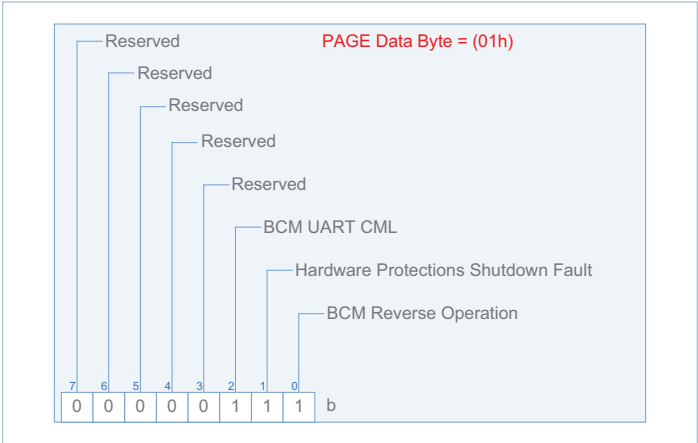 Reserved PAGE Data Byte = (01h)
Reserved
Reserved
Reserved
Reserved
BCM UART CML
Hardware Protections Shutdown Fault
BCM Reverse Operation
7 6 5 4 3 2 1 0
0 0 0 0 0 1 1 1 b